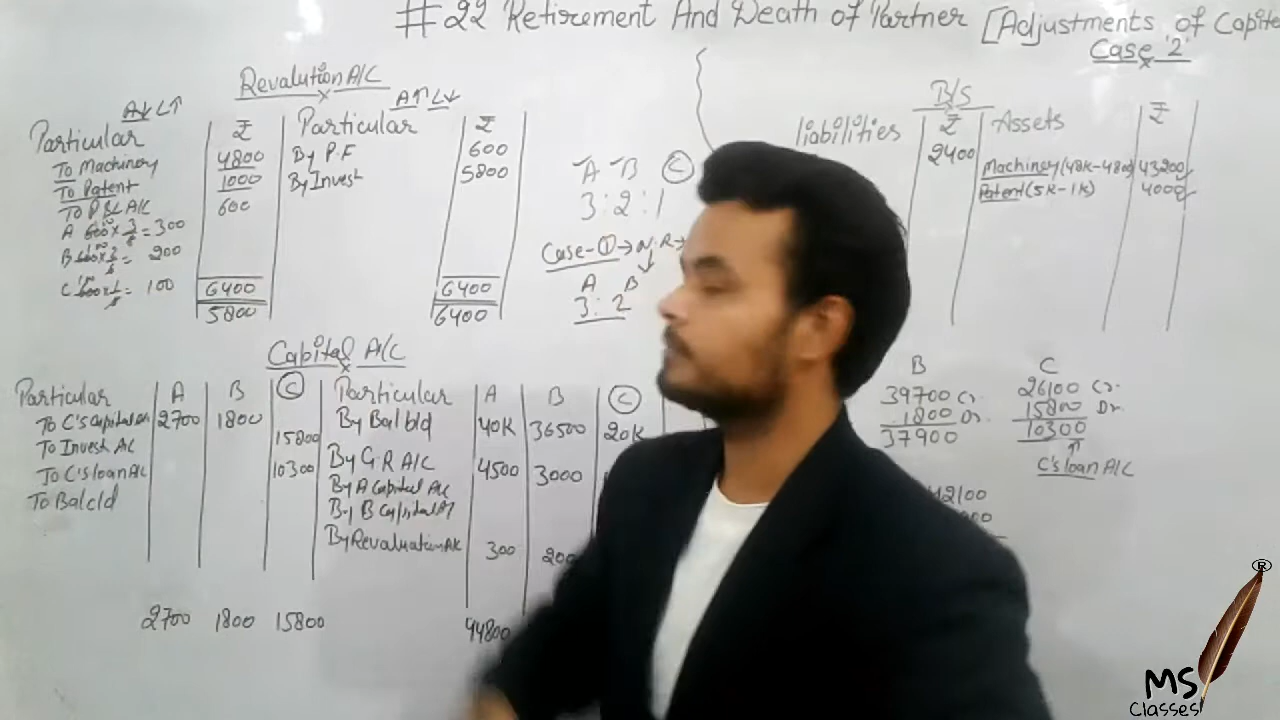 #22 Retirement And Death of Partner [Adjustments of Capit
Case '2'
Revalution A/C
A↓ L↑
A↑ L↓
Particular ₹ Particular ₹
To Machinery 4800 By P.F 600
To Patent 1000 By Invest 5800
To P&L A/C 600
A 600×3/6 = 300
B 600×2/6 = 200
C 600×1/6 = 100
6400 6400
5800 6400
A B C
3:2:1
Case-① → N.R →
A B
3:2
B/S
liabilities ₹ Assets ₹
2400 Machinery (48K-4800) 43200
Patent (5K-1K) 4000
Capital A/C
Particular A B C Particular A B C
To C's Capital A/c 2700 1800 By Bal b/d 40K 36500 20K
To Invest A/C 15800
To C's loan A/C 10300 By G.R A/C 4500 3000
To Bal c/d By A Capital A/c
By B Capital A/
By Revaluation A/c 300 200
2700 1800 15800 44800
B C
39700 Cr. 26100 Cr.
1800 Dr. 15800 Dr.
37900 10300
↑
C's loan A/C
42100
MS
Classes
®